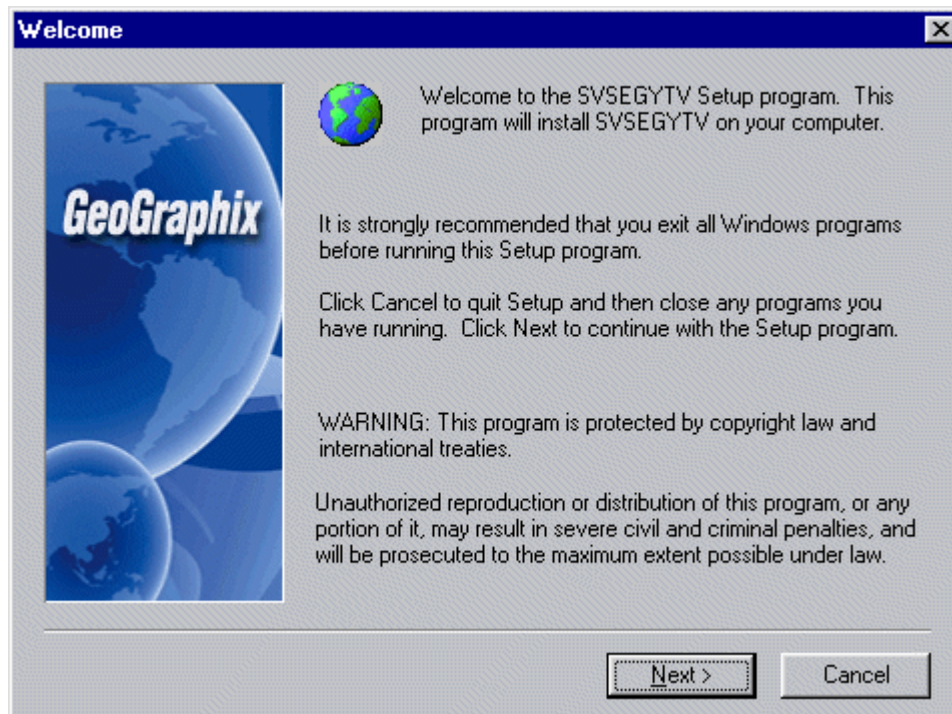 Welcome
GeoGraphix
Welcome to the SVSEGYTV Setup program. This
program will install SVSEGYTV on your computer.
It is strongly recommended that you exit all Windows programs
before running this Setup program.
Click Cancel to quit Setup and then close any programs you
have running. Click Next to continue with the Setup program.
WARNING: This program is protected by copyright law and
international treaties.
Unauthorized reproduction or distribution of this program, or any
portion of it, may result in severe civil and criminal penalties, and
will be prosecuted to the maximum extent possible under law.
Next >
Cancel